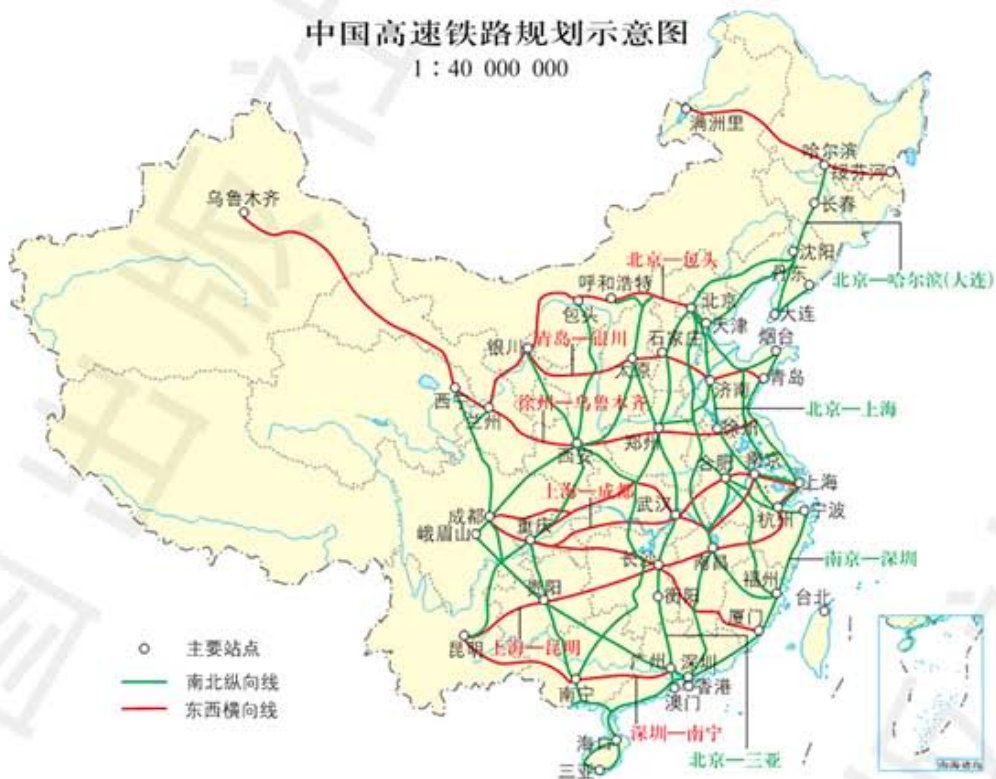 中国高速铁路规划示意图
1：40 000 000
满洲里
哈尔滨
绥芬河
乌鲁木齐
长春
沈阳
北京—包头
丹东
北京—哈尔滨(大连)
呼和浩特
北京
包头
大连
天津
石家庄
烟台
青岛—银川
银川
太原
青岛
济南
西宁
徐州—乌鲁木齐
北京—上海
兰州
郑州
徐州
西安
合肥
南京
上海
上海—成都
武汉
成都
杭州
宁波
重庆
峨眉山
长沙
南昌
南京—深圳
贵阳
衡阳
福州
台北
厦门
主要站点
昆明
上海—昆明
广州
深圳
南北纵向线
南宁
香港
澳门
东西横向线
深圳—南宁
海口
北京—三亚
三亚
南海诸岛